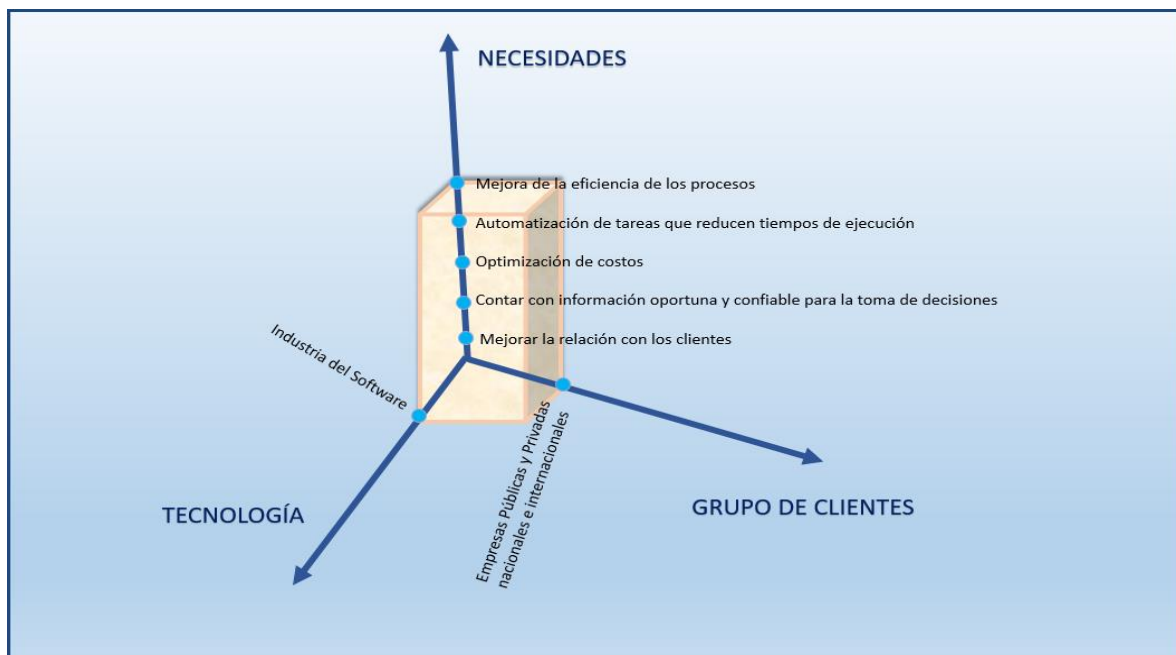 NECESIDADES
Mejora de la eficiencia de los procesos
Automatización de tareas que reducen tiempos de ejecución
Optimización de costos
Contar con información oportuna y confiable para la toma de decisiones
Mejorar la relación con los clientes
Industria del Software
Empresas Públicas y Privadas
nacionales e internacionales
TECNOLOGÍA
GRUPO DE CLIENTES